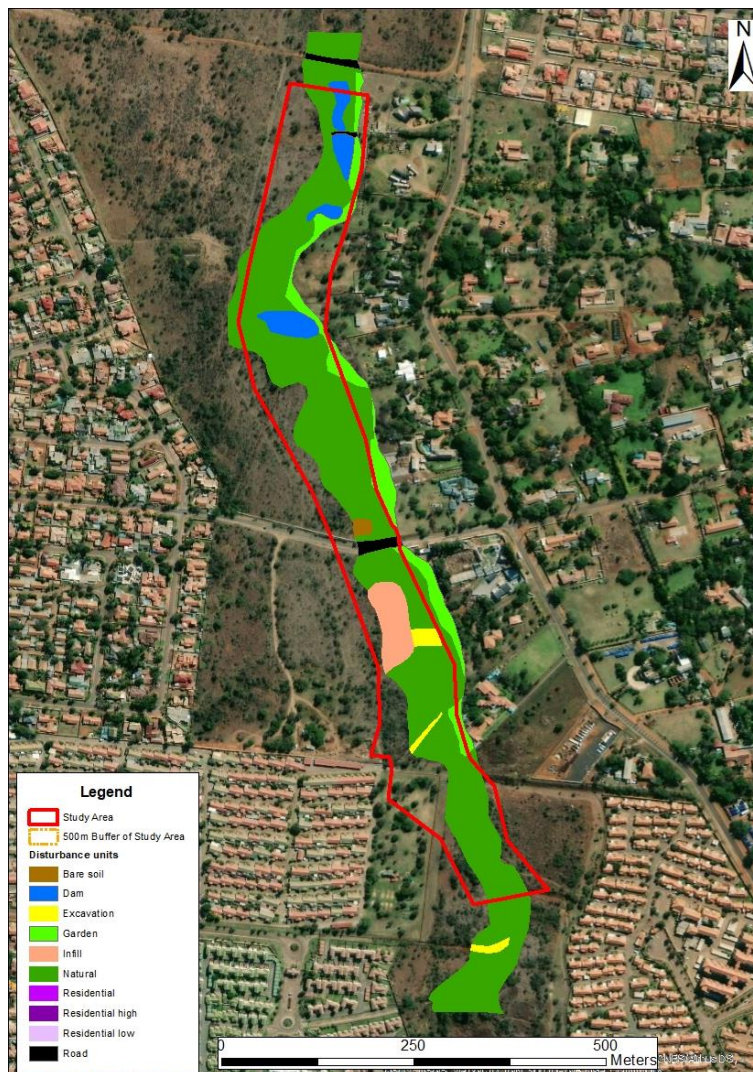 N
Legend
Study Area
500m Buffer of Study Area
Disturbance units
Bare soil
Dam
Excavation
Garden
Infill
Natural
Residential
Residential high
Residential low
Road
0 250 500
Meters